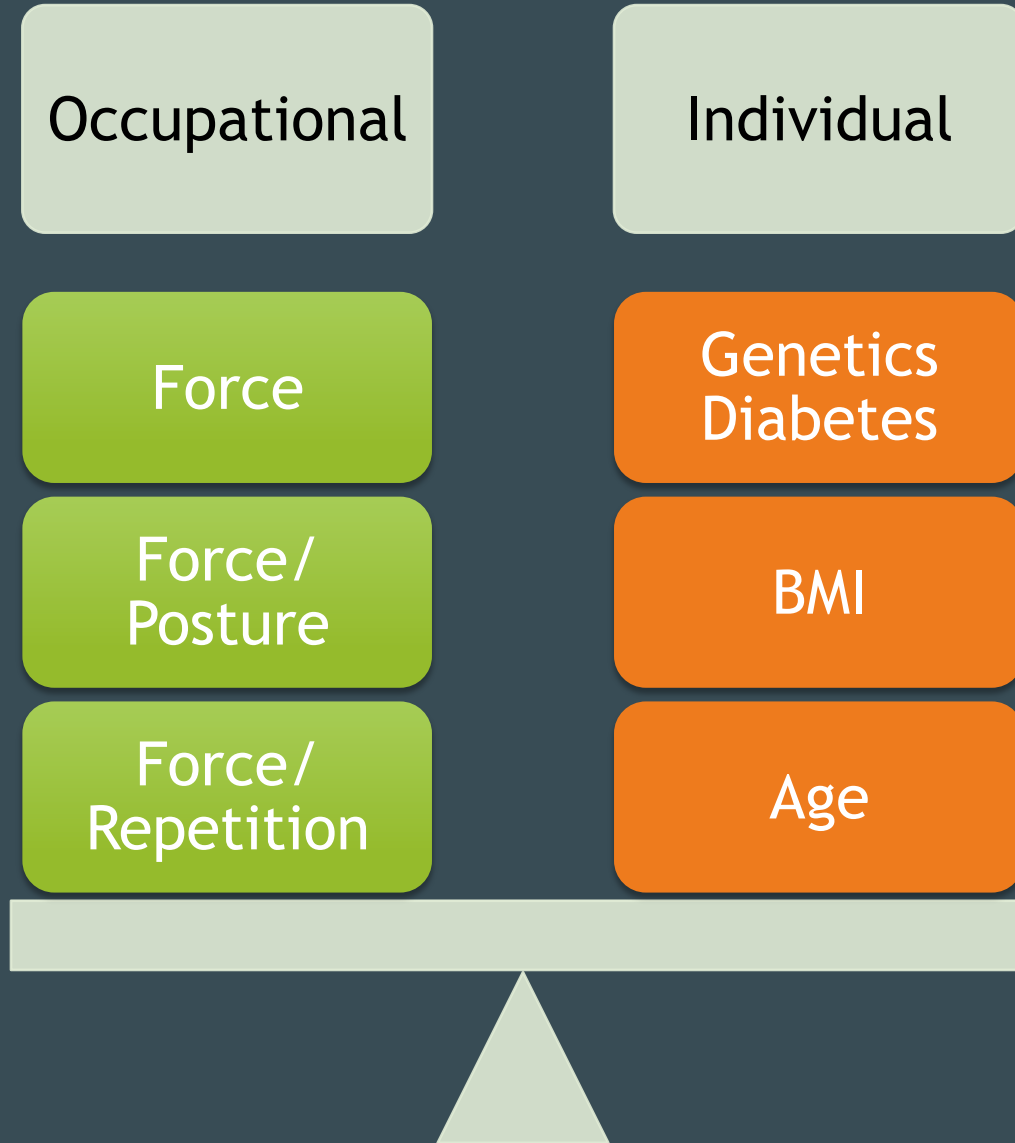 Occupational
Individual
Force
Genetics
Diabetes
Force/
Posture
BMI
Force/
Repetition
Age